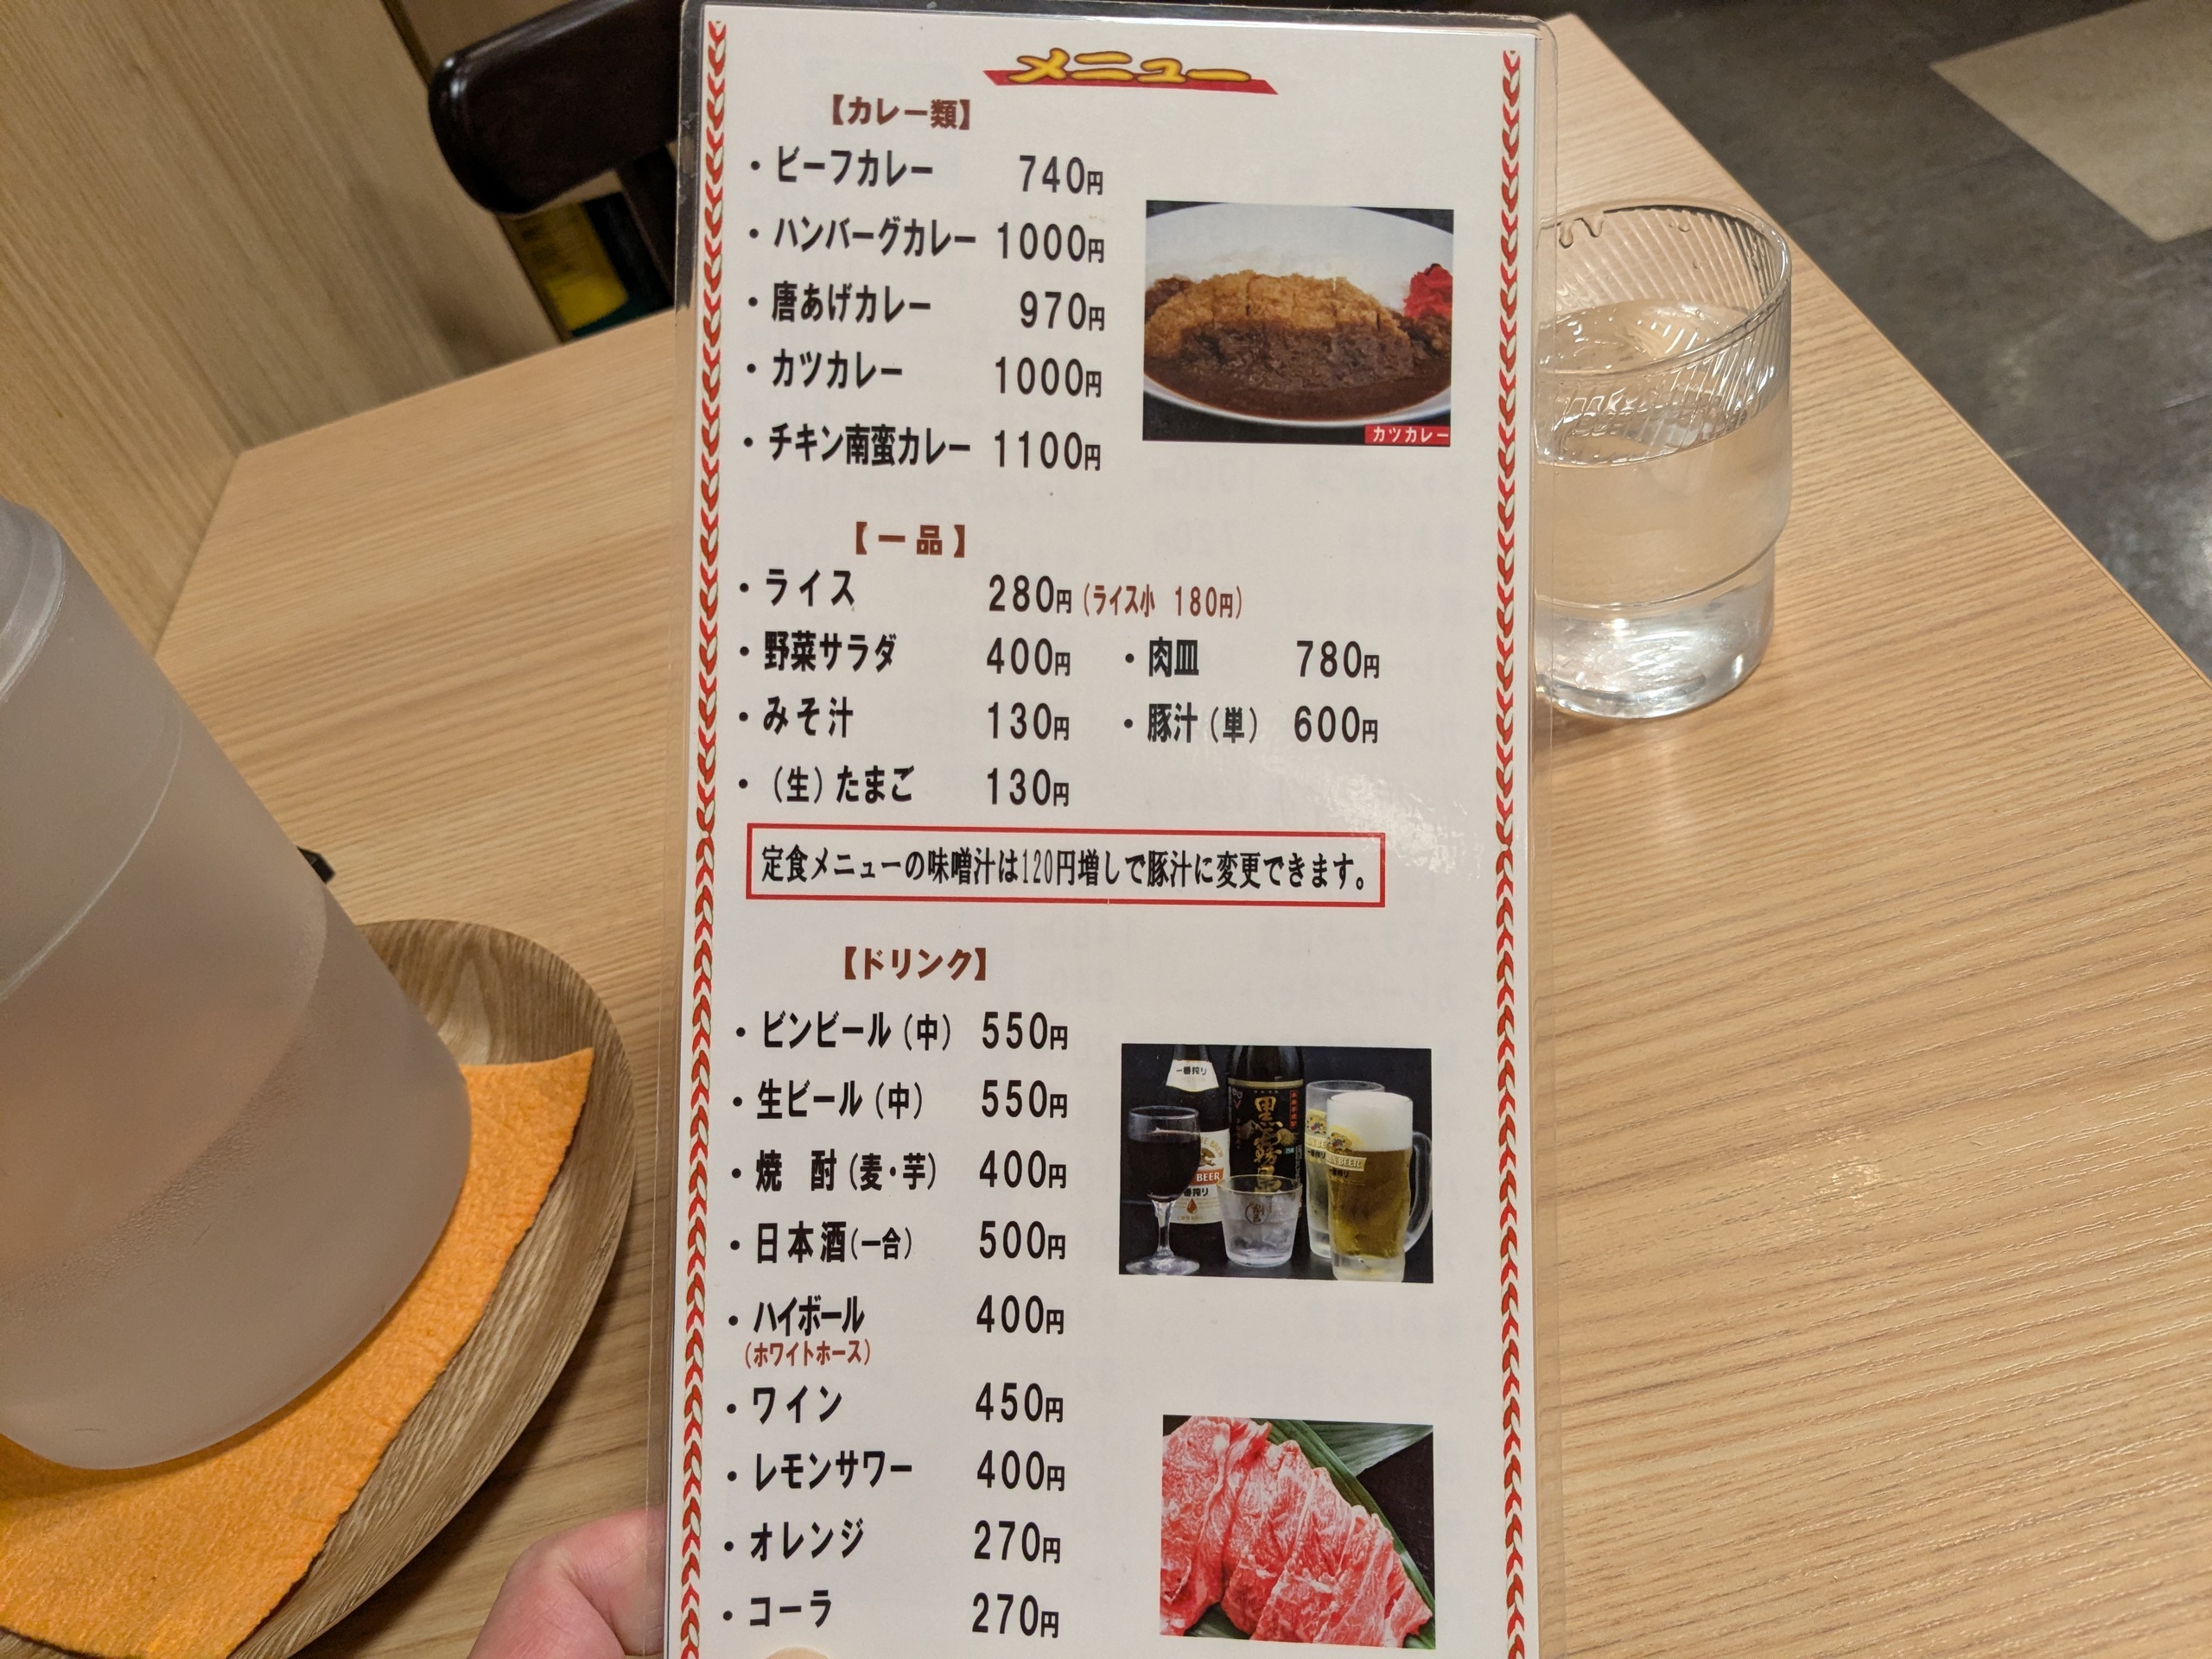 メニュー
【カレー類】
・ビーフカレー 740円
・ハンバーグカレー 1000円
・唐あげカレー 970円
・カツカレー 1000円
・チキン南蛮カレー 1100円
カツカレー
【一品】
・ライス 280円 (ライス小 180円)
・野菜サラダ 400円 ・肉皿 780円
・みそ汁 130円 ・豚汁(単) 600円
・(生)たまご 130円
定食メニューの味噌汁は120円増しで豚汁に変更できます。
【ドリンク】
・ビンビール(中) 550円
・生ビール(中) 550円
・焼 酎(麦・芋) 400円
・日本酒(一合) 500円
・ハイボール 400円
(ホワイトホース)
・ワイン 450円
・レモンサワー 400円
・オレンジ 270円
・コーラ 270円
一番搾り
黒霧島
BEER